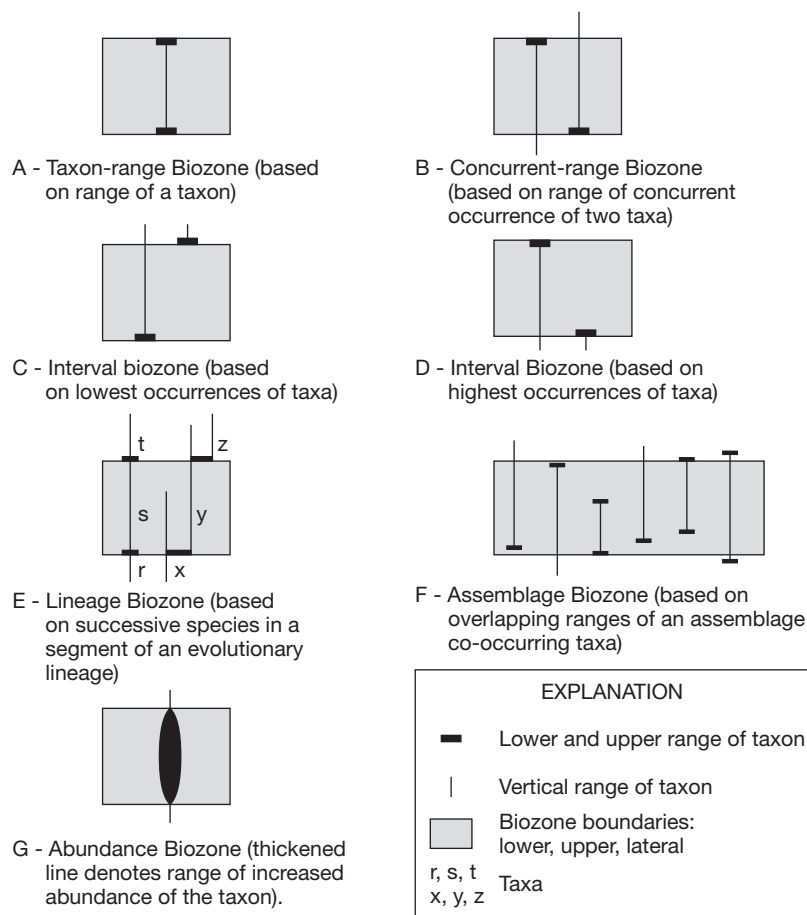 A - Taxon-range Biozone (based
on range of a taxon)
B - Concurrent-range Biozone
(based on range of concurrent
occurrence of two taxa)
C - Interval biozone (based
on lowest occurrences of taxa)
D - Interval Biozone (based on
highest occurrences of taxa)
t
z
s
y
r
x
E - Lineage Biozone (based
on successive species in a
segment of an evolutionary
lineage)
F - Assemblage Biozone (based on
overlapping ranges of an assemblage
co-occurring taxa)
G - Abundance Biozone (thickened
line denotes range of increased
abundance of the taxon).
EXPLANATION
Lower and upper range of taxon
Vertical range of taxon
Biozone boundaries:
lower, upper, lateral
r, s, t
x, y, z
Taxa